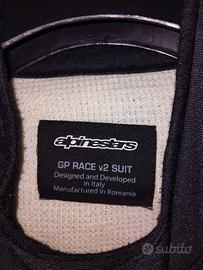 alpinestars
GP RACE v2 SUIT
Designed and Developed
in Italy
Manufactured in Romania
subito